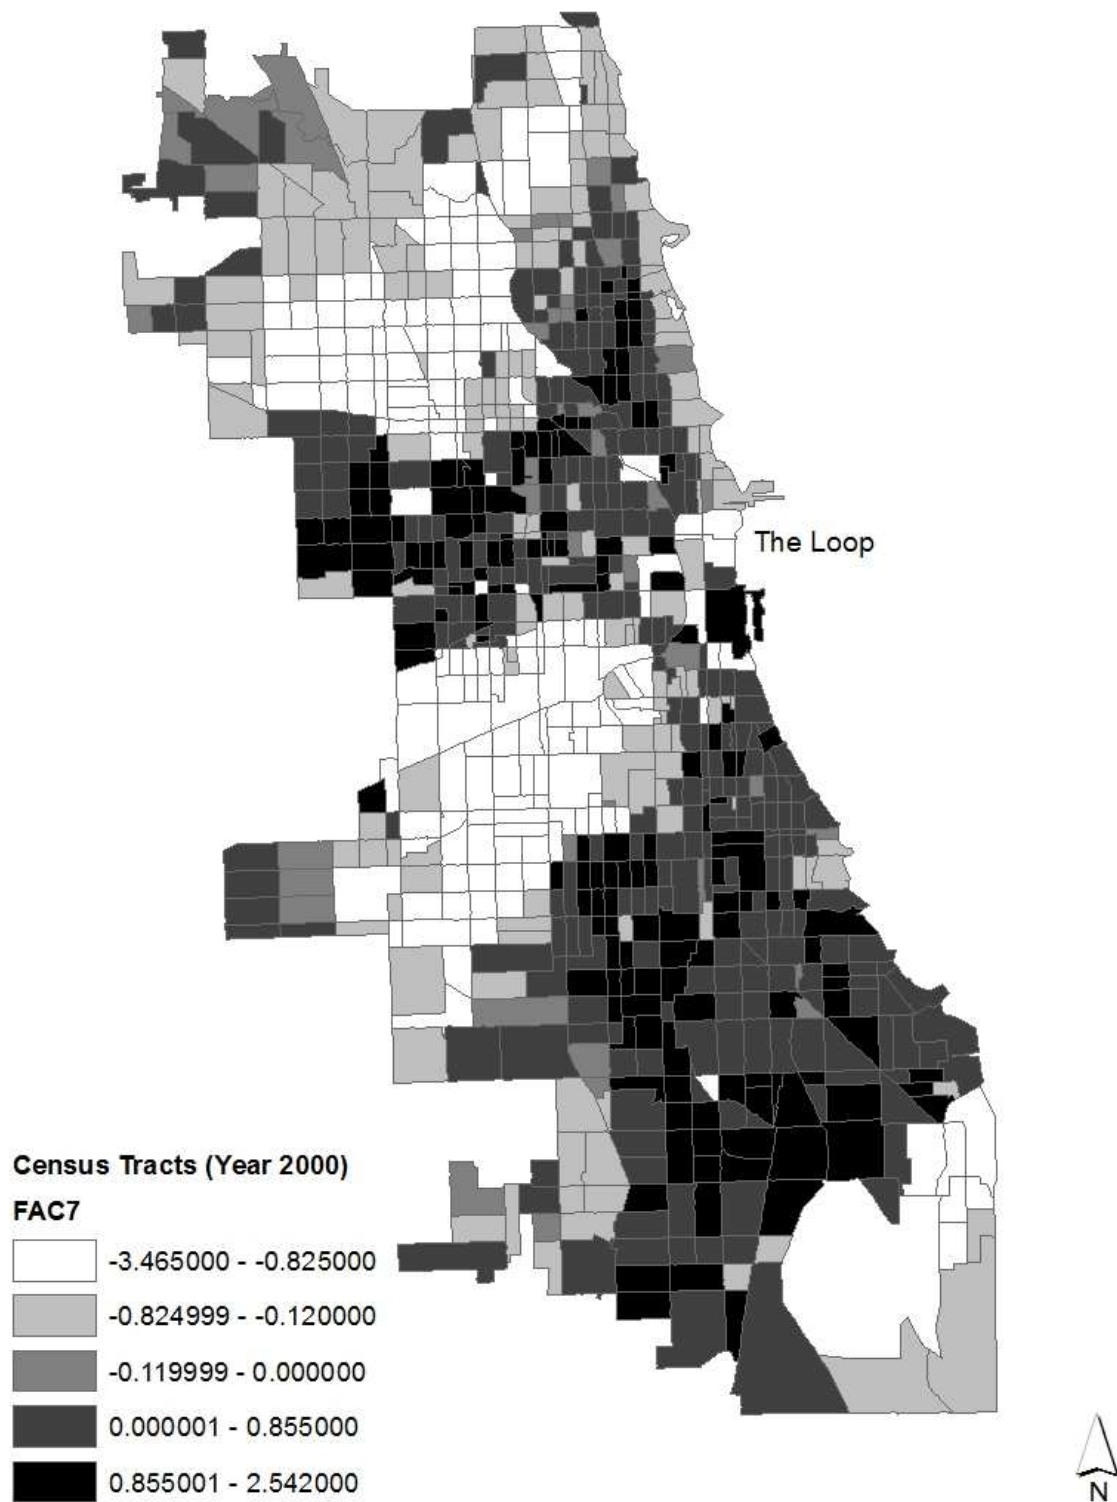 The Loop
Census Tracts (Year 2000)
FAC7
-3.465000 - -0.825000
-0.824999 - -0.120000
-0.119999 - 0.000000
0.000001 - 0.855000
0.855001 - 2.542000
N